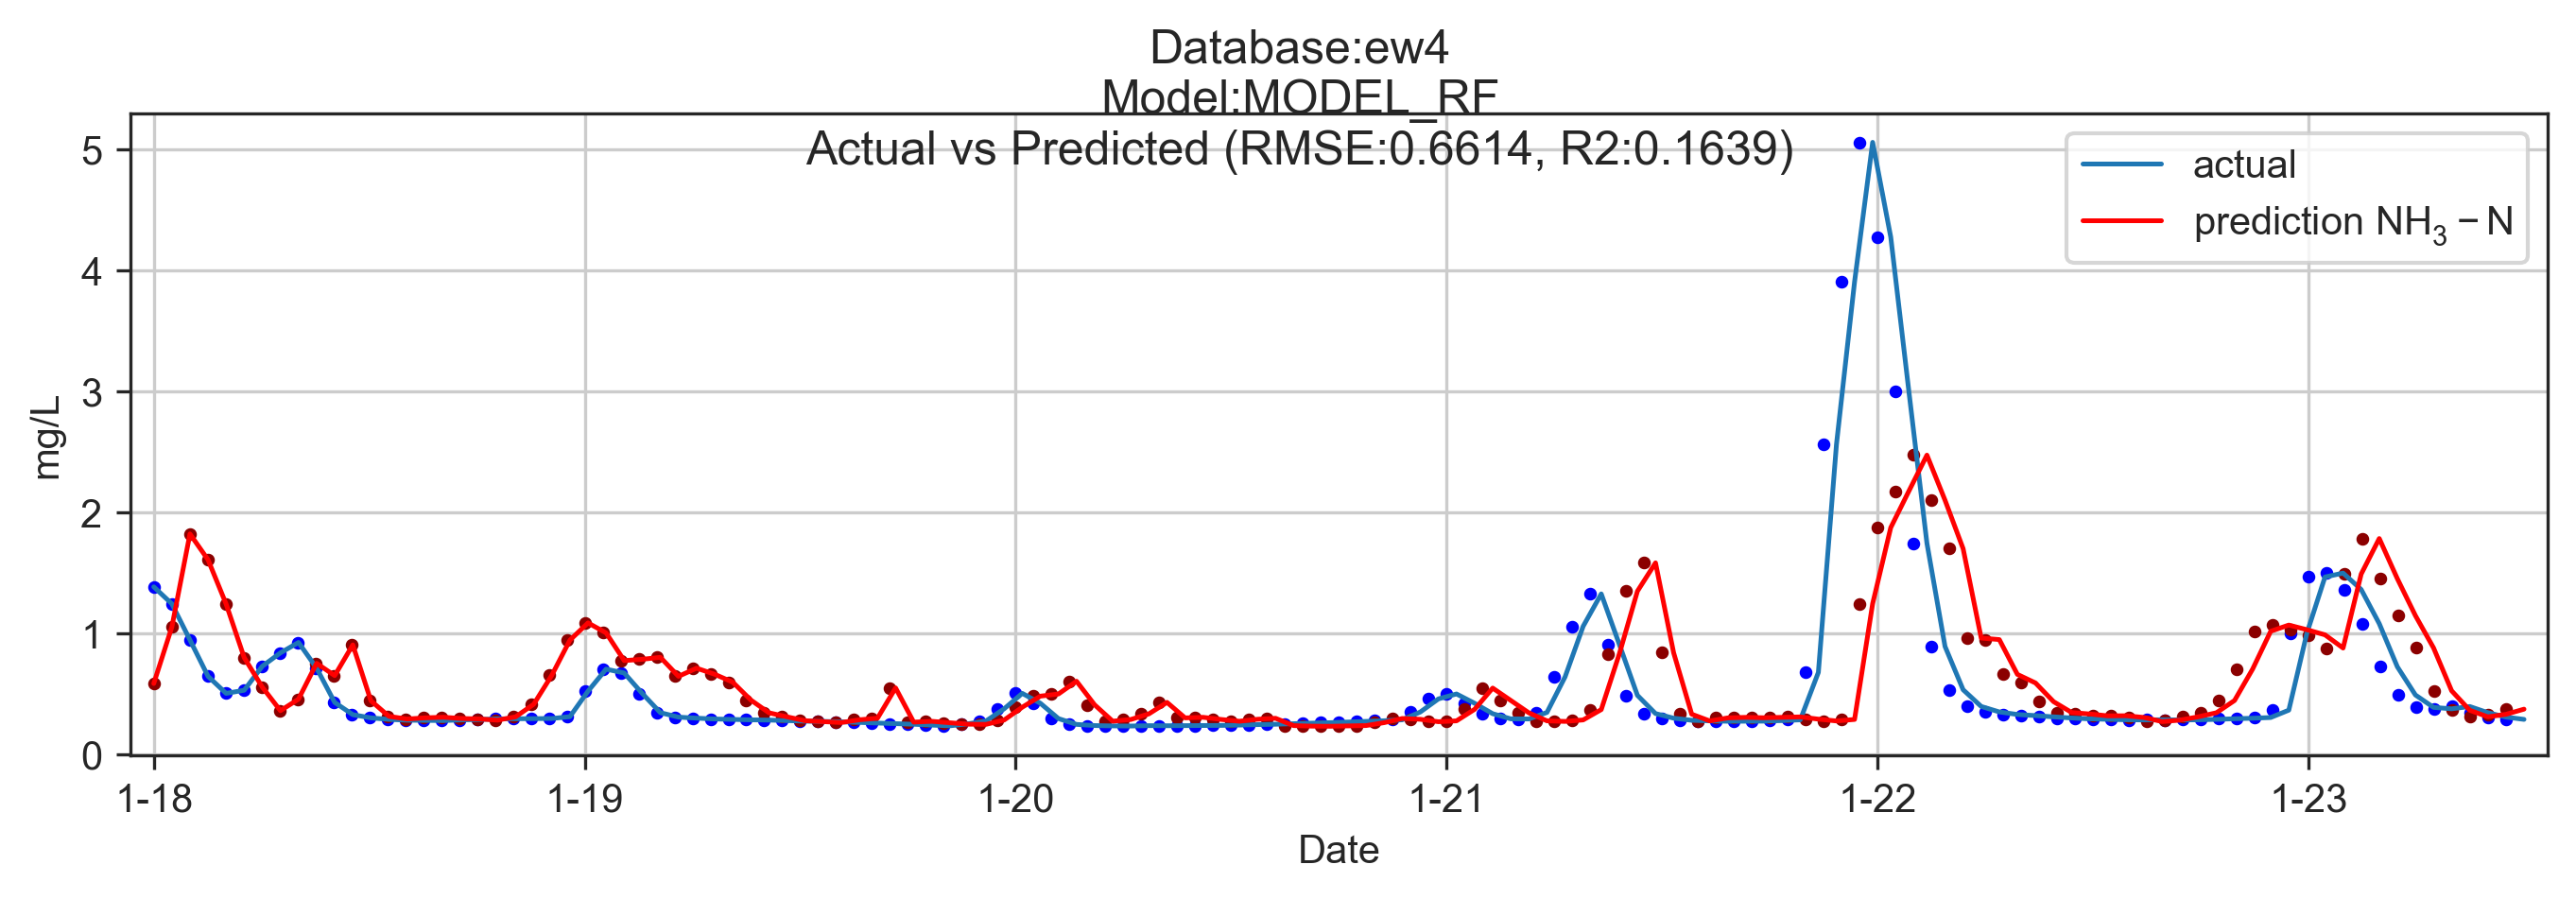 Database:ew4
Model:MODEL_RF
Actual vs Predicted (RMSE:0.6614, R2:0.1639)
actual
prediction NH₃ − N
mg/L
5
4
3
2
1
0
1-18 1-19 1-20 1-21 1-22 1-23
Date